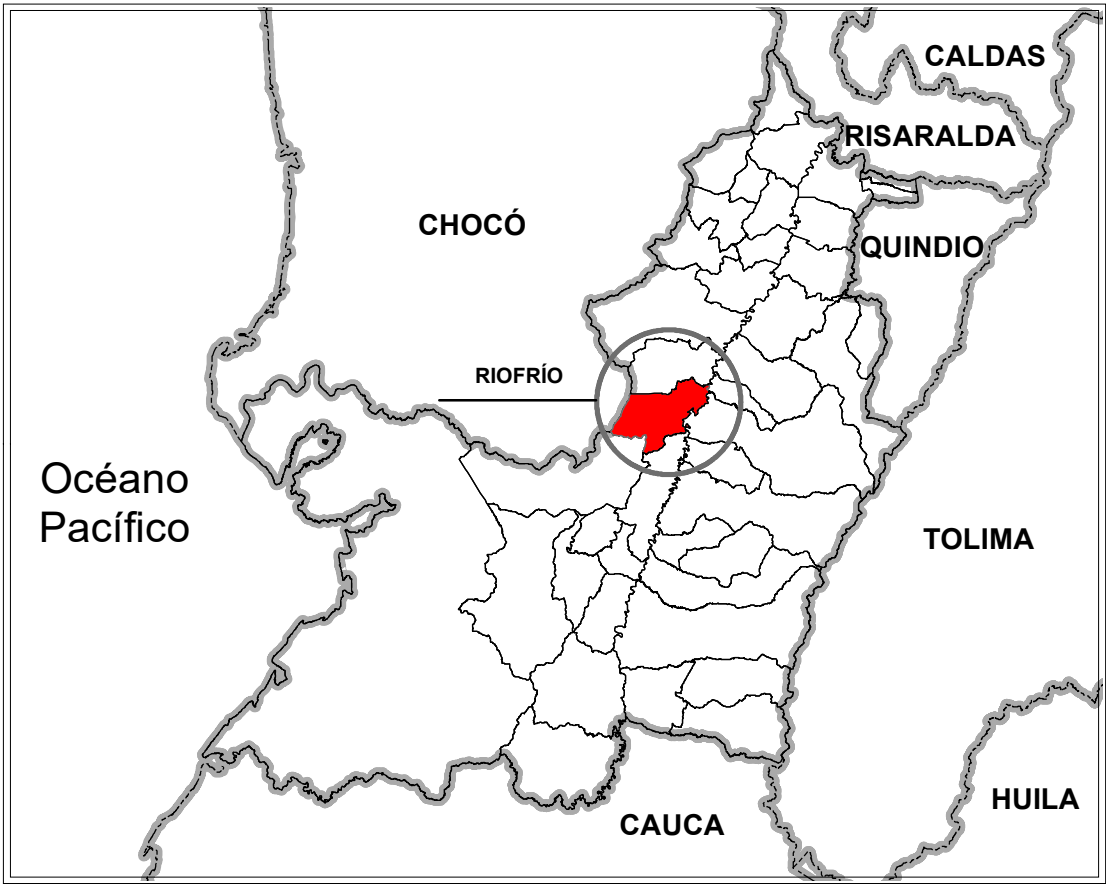 CALDAS
RISARALDA
CHOCÓ
QUINDIO
RIOFRÍO
Océano
Pacífico
TOLIMA
HUILA
CAUCA